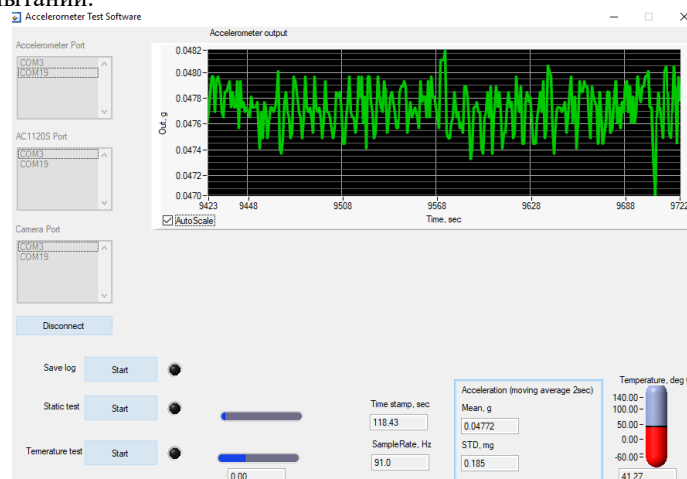 Accelerometer Test Software
Accelerometer output
Accelerometer Port
COM3
COM19
AC1120S Port
COM3
COM19
Camera Port
COM3
COM19
Disconnect
Out, g
0.0482
0.0480
0.0478
0.0476
0.0474
0.0472
0.0470
9423 9448 9508 9568 9628 9688 9722
Time, sec
AutoScale
Save log Start
Static test Start
Temerature test Start
0.00
Time stamp, sec
118.43
SampleRate, Hz
91.0
Acceleration (moving average 2sec)
Mean, g
0.04772
STD, mg
0.185
Temperature, deg
140.00
100.00
50.00
0.00
-60.00
41.27